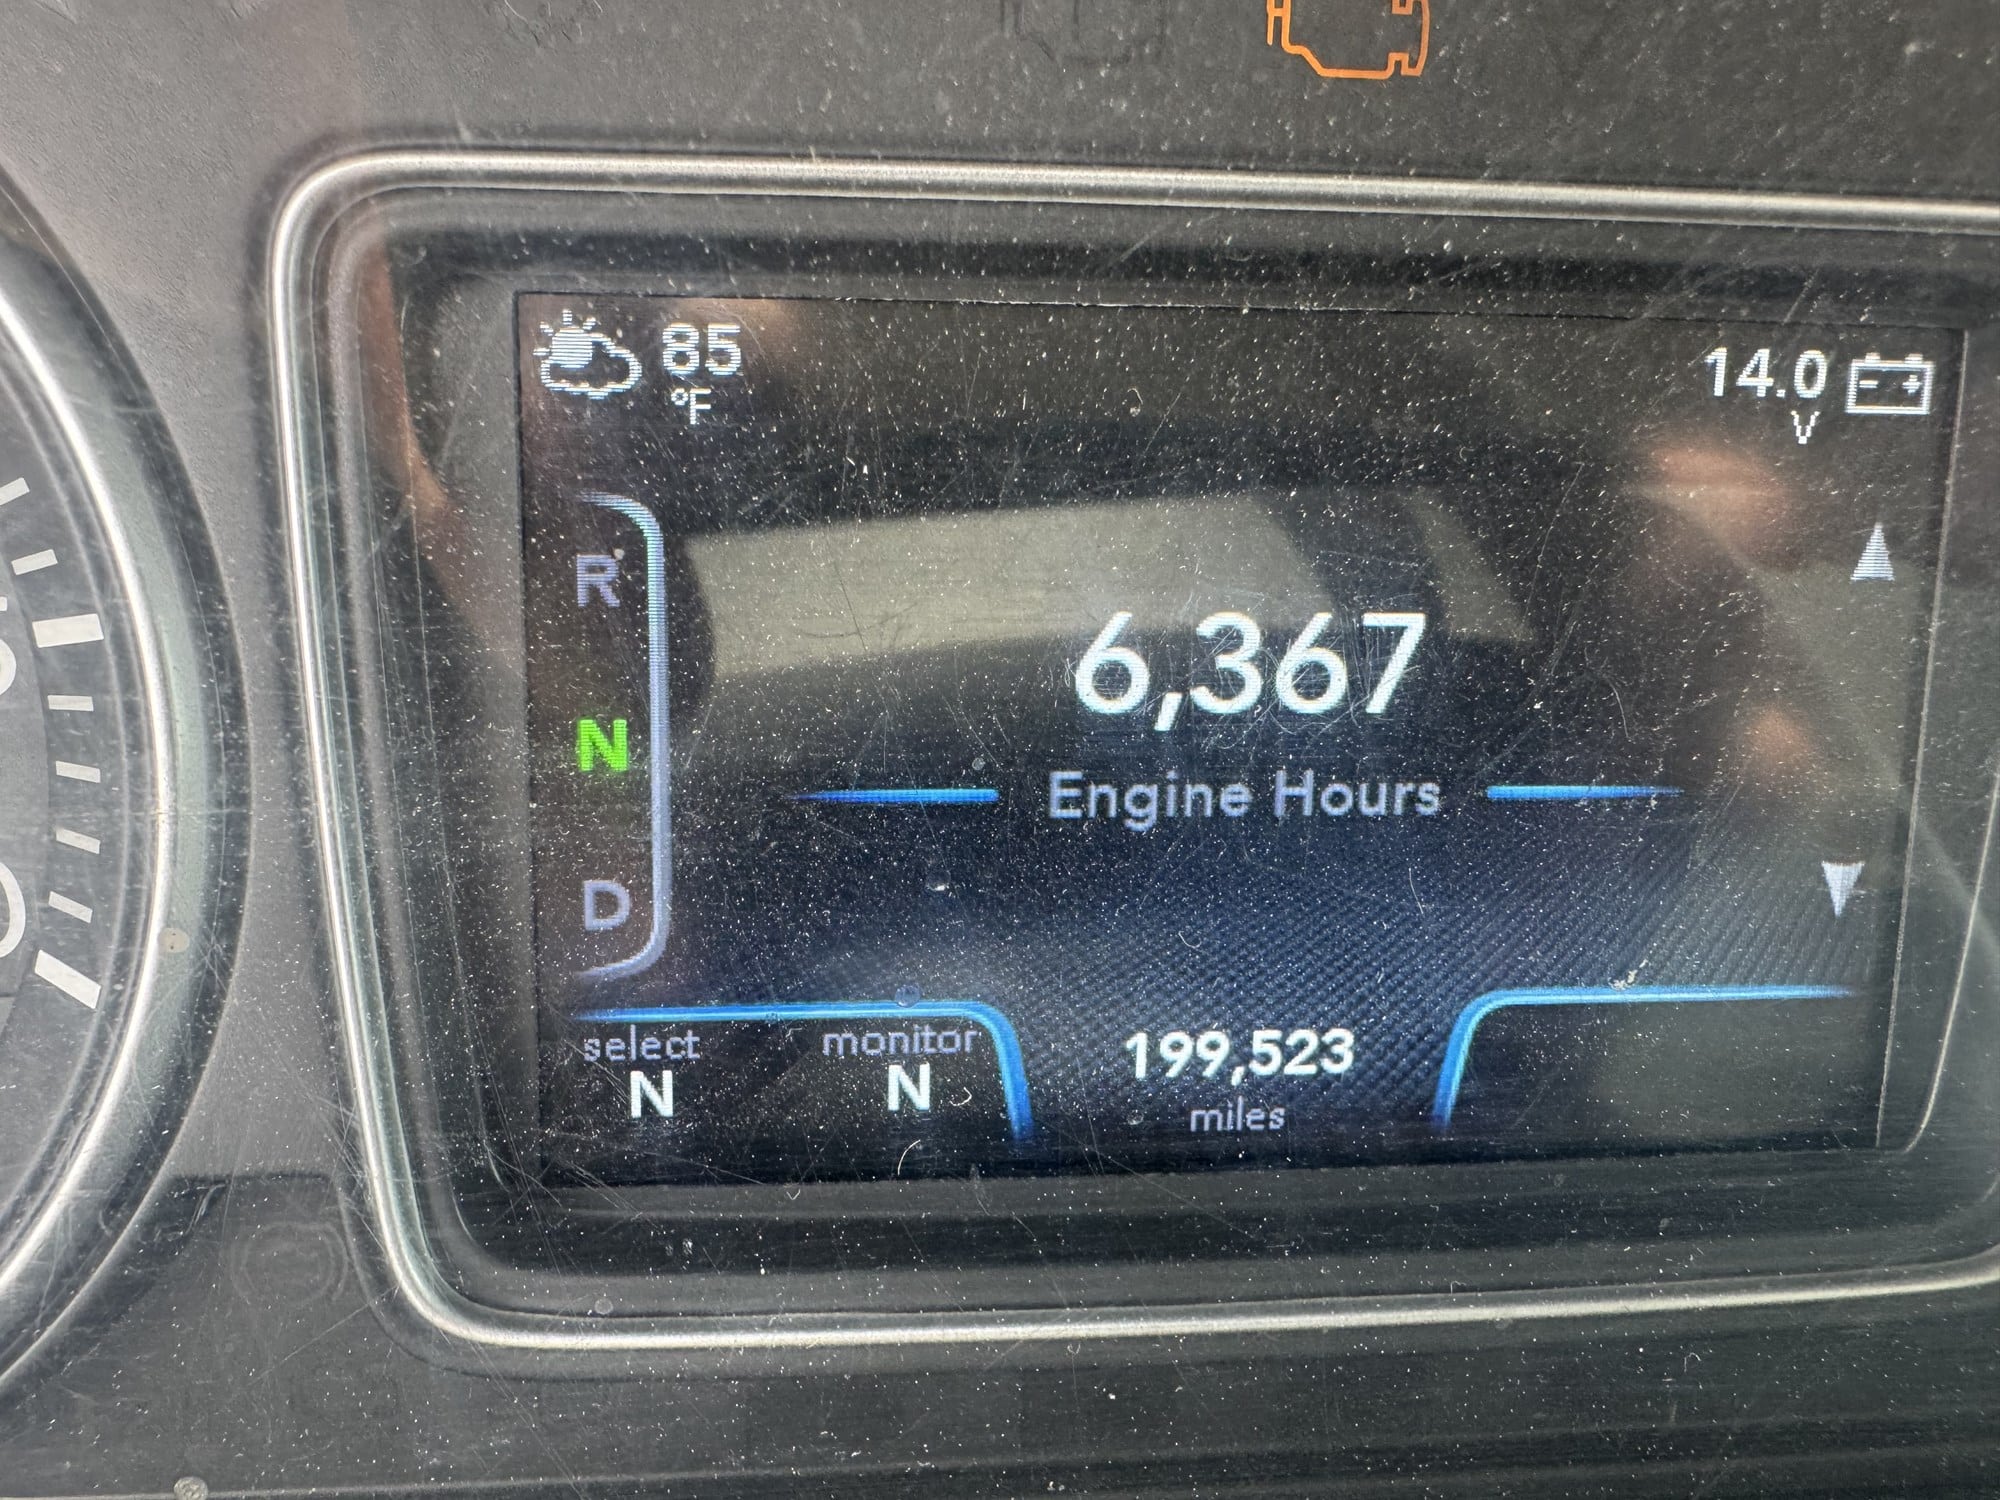 85
°F
14.0
V
R
6,367
N
Engine Hours
D
select
monitor
N
N
199,523
miles